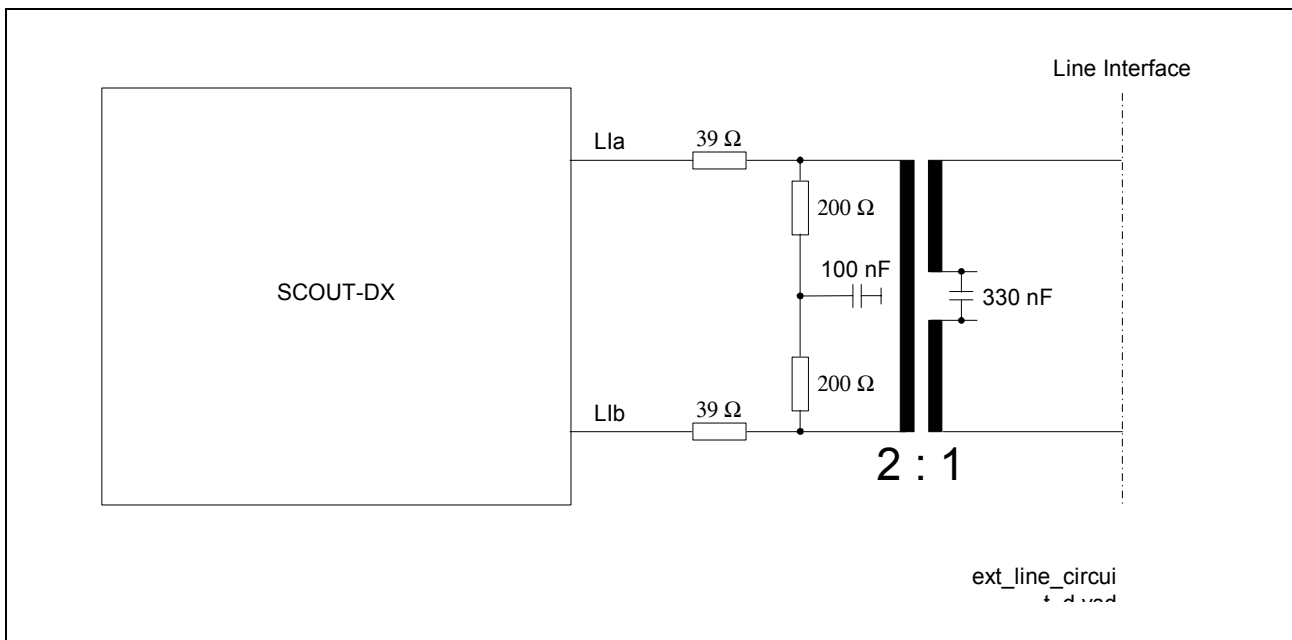 Line Interface
LIa
39 Ω
200 Ω
100 nF
SCOUT-DX
330 nF
200 Ω
LIb
39 Ω
2 : 1
ext_line_circui